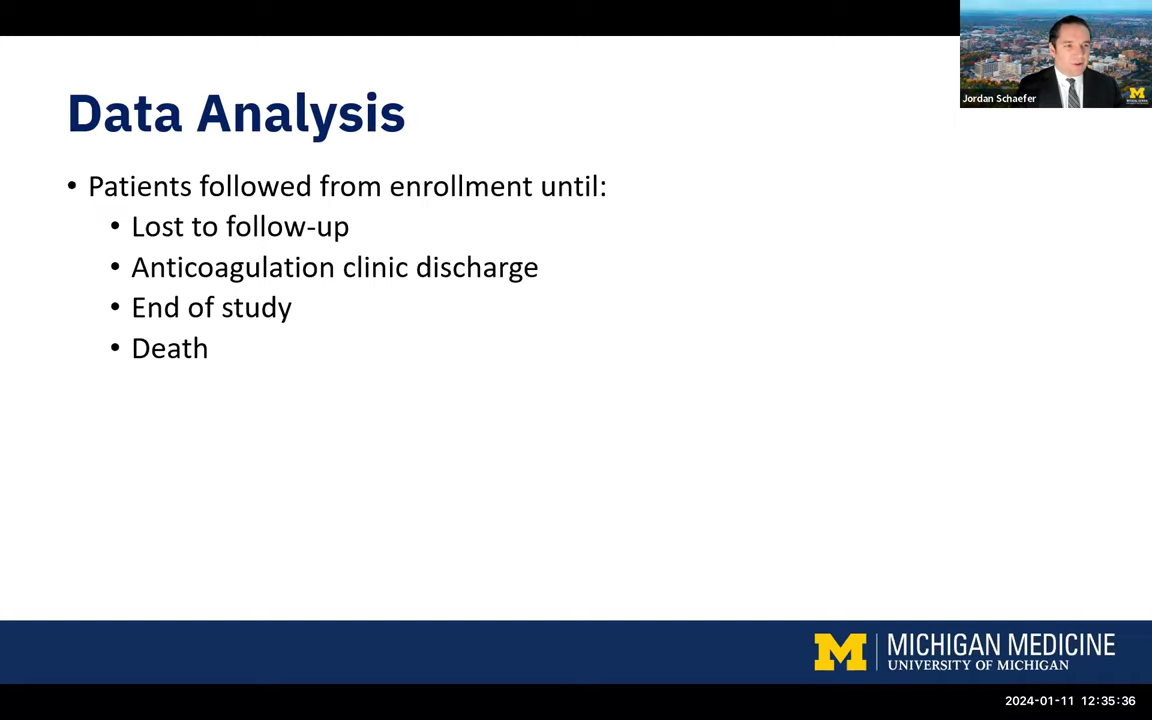 Data Analysis
• Patients followed from enrollment until:
• Lost to follow-up
• Anticoagulation clinic discharge
• End of study
• Death
Jordan Schaefer
M
M
MICHIGAN MEDICINE
UNIVERSITY OF MICHIGAN
2024-01-11 12:35:36